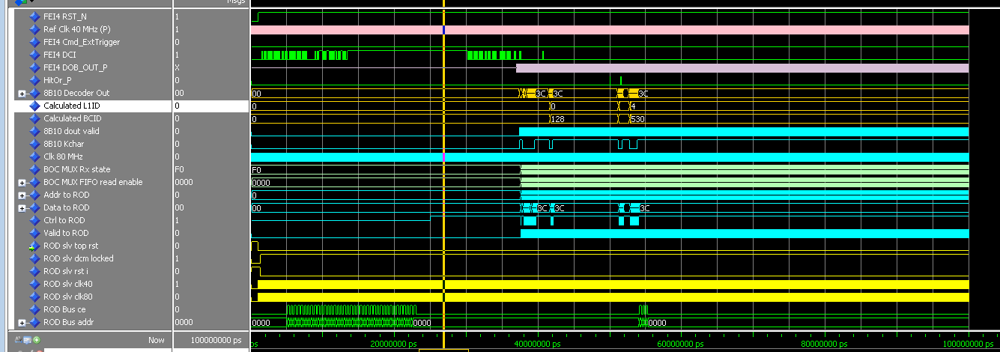 Msgs
FEI4 RST_N 1
Ref Clk 40 MHz (P) 1
FEI4 Cmd_ExtTrigger 0
FEI4 DCI 1
FEI4 DOB_OUT_P X
HitOr_P 0
8B10 Decoder Out 00 00 3C 3C 3C
Calculated L1ID 0 0 0 4
Calculated BCID 0 0 128 530
8B10 dout valid 0
8B10 Kchar 0
Clk 80 MHz 0
BOC MUX Rx state F0 F0
BOC MUX FIFO read enable 0000 0000
Addr to ROD 0 0
Data to ROD 00 00 3C 3C 3C
Ctrl to ROD 1
Valid to ROD 0
ROD slv top rst 0
ROD slv dcm locked 1
ROD slv rst i 0
ROD slv clk40 1
ROD slv clk80 0
ROD Bus ce 0
ROD Bus addr 0000 0000 0000 0000
Now 100000000 ps ps 20000000 ps 40000000 ps 60000000 ps 80000000 ps 100000000 ps